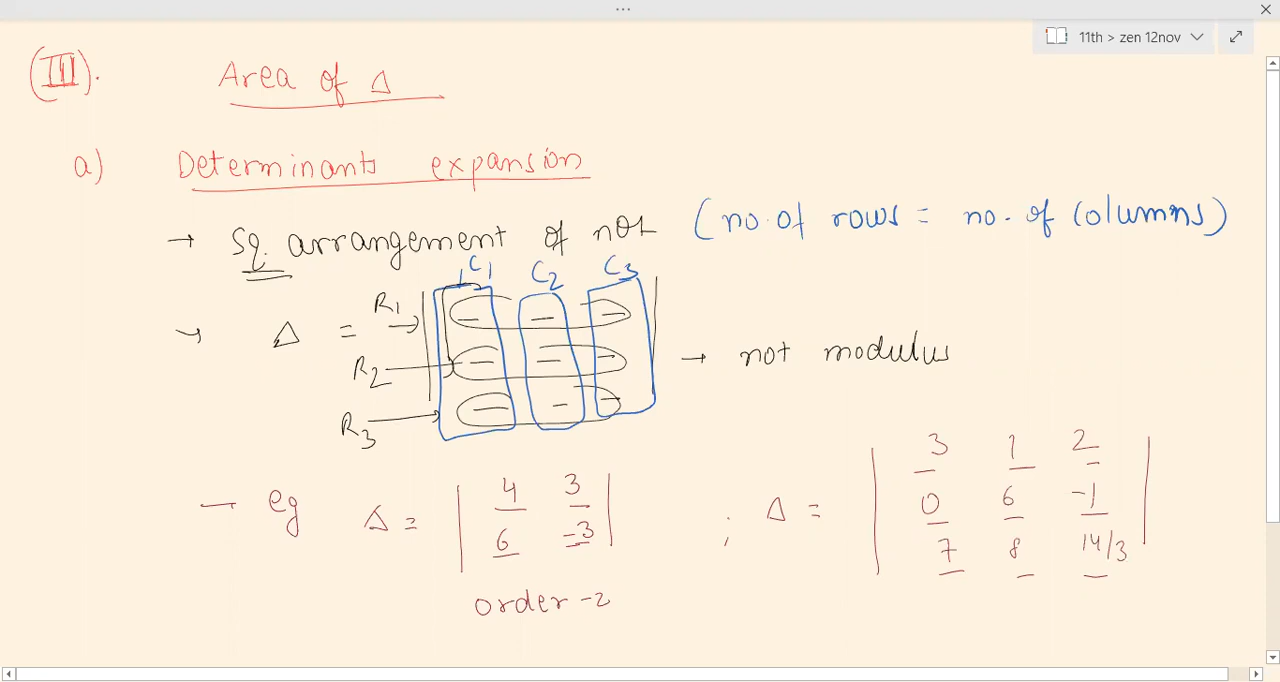 11th > zen 12nov
(III). Area of Δ
a) Determinants expansion
→ Sq. arrangement of no's (no. of rows = no. of Columns)
C1 C2 C3
→ Δ = R1 → | – – – |
R2 → not modulus
R3
→ eg Δ = | 4 3 | ; Δ = | 3 1 2 |
| 6 -3 | | 0 6 -1 |
| 7 8 14/3 |
order -2